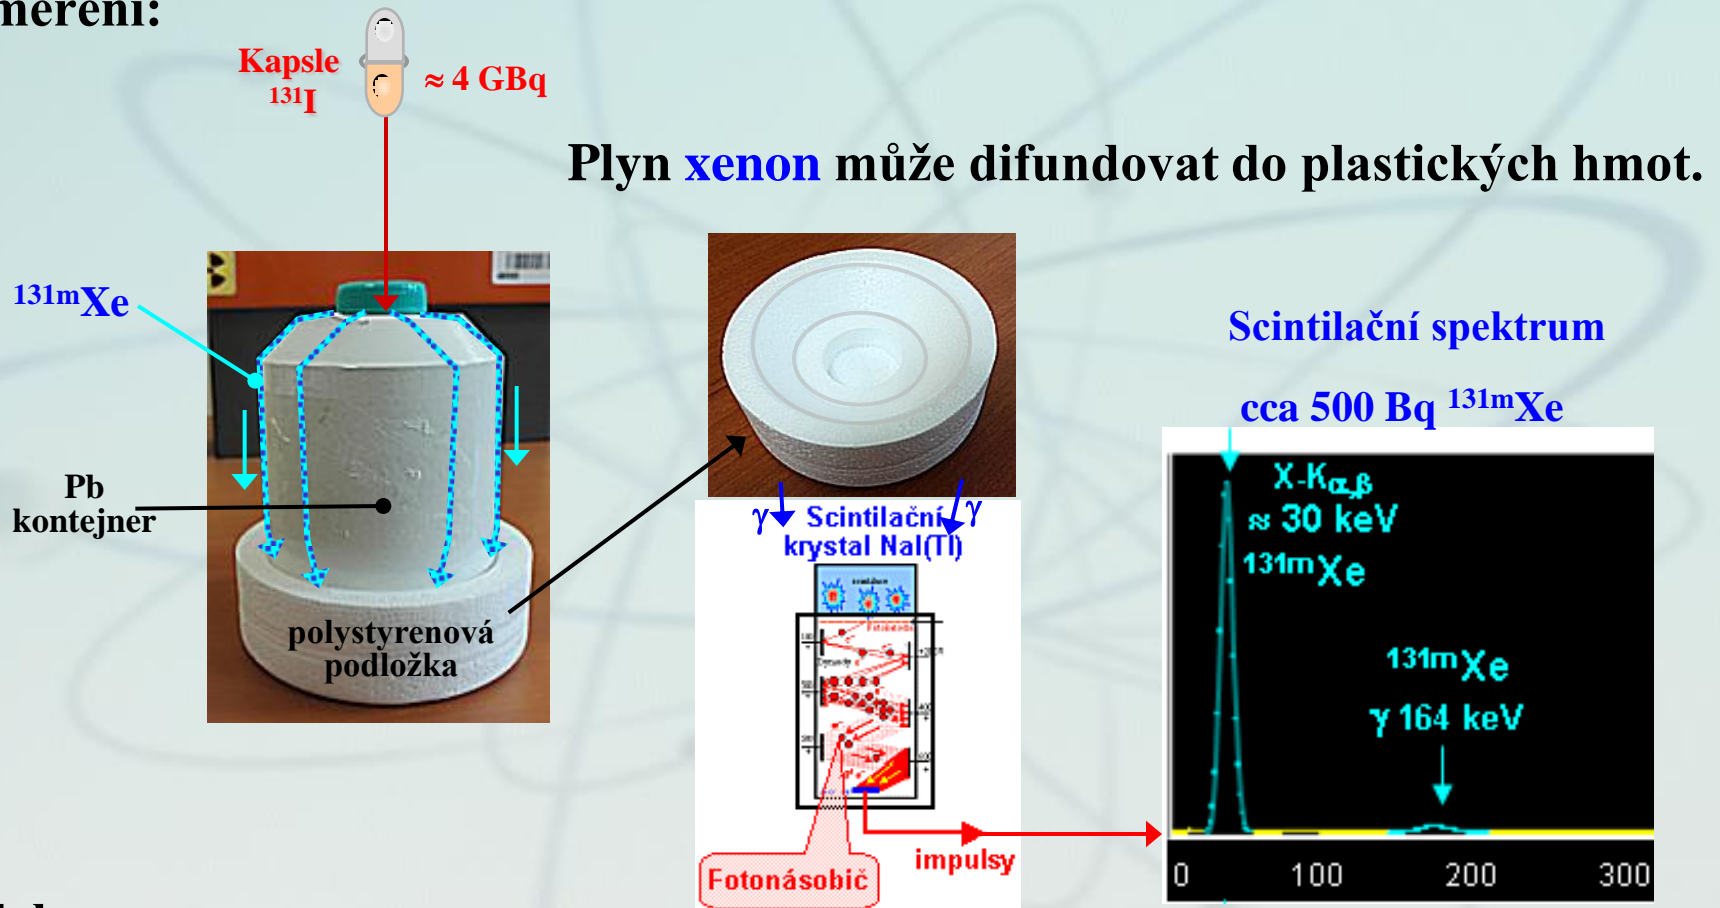 měření:
Kapsle
¹³¹I
≈ 4 GBq
Plyn xenon může difundovat do plastických hmot.
¹³¹ᵐXe
Pb
kontejner
polystyrenová
podložka
γ
γ
Scintilační
krystal NaI(Tl)
Fotonásobič
impulsy
Scintilační spektrum
cca 500 Bq ¹³¹ᵐXe
X-Kα,β
≈ 30 keV
¹³¹ᵐXe
¹³¹ᵐXe
γ 164 keV
0 100 200 300